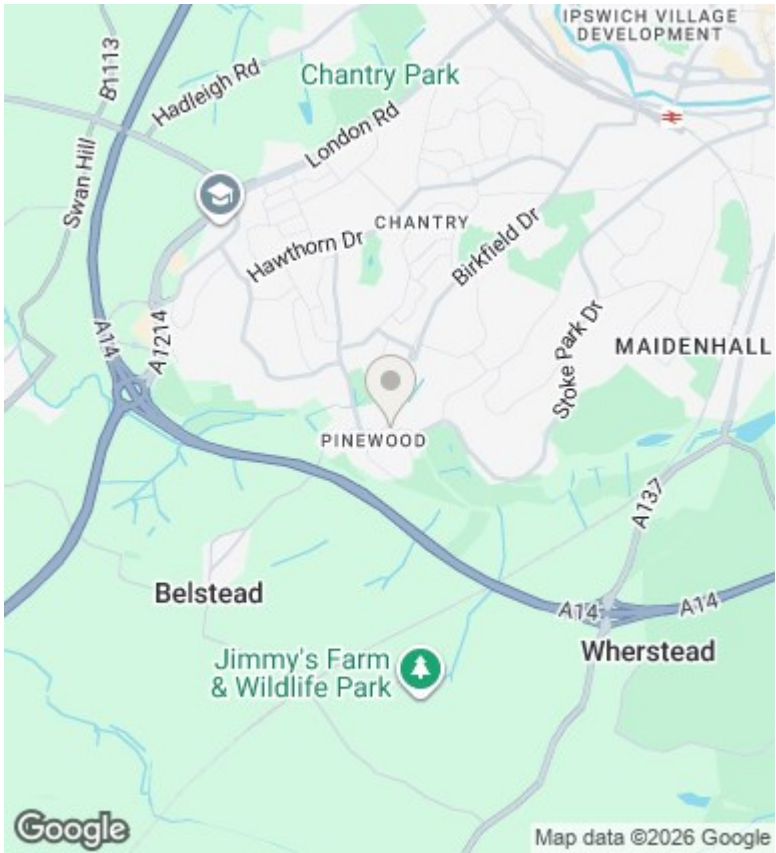 IPSWICH VILLAGE
DEVELOPMENT
B1113
Hadleigh Rd
Chantry Park
London Rd
Swan Hill
CHANTRY
Birkfield Dr
Hawthorn Dr
A14
A1214
Stoke Park Dr
MAIDENHALL
PINEWOOD
A137
Belstead
A14
A14
Wherstead
Jimmy's Farm
& Wildlife Park
Google
Map data ©2026 Google